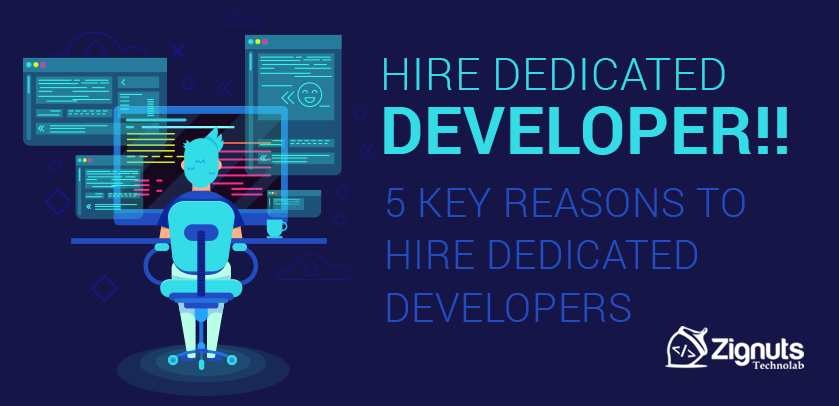 HIRE DEDICATED
DEVELOPER!!
5 KEY REASONS TO
HIRE DEDICATED
DEVELOPERS
</>
Zignuts
Technolab